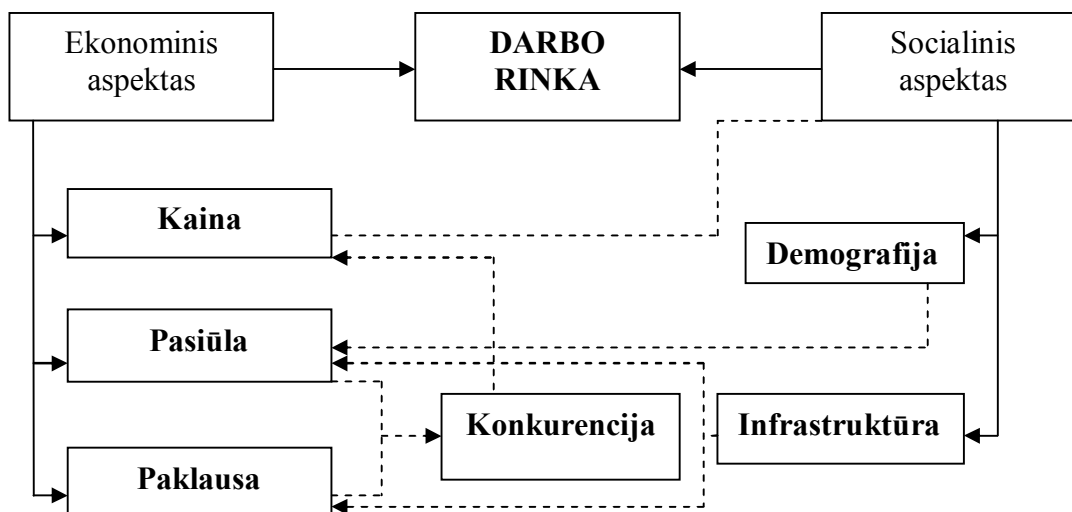 Ekonominis
aspektas
DARBO
RINKA
Socialinis
aspektas
Kaina
Demografija
Pasiūla
Konkurencija
Infrastruktūra
Paklausa